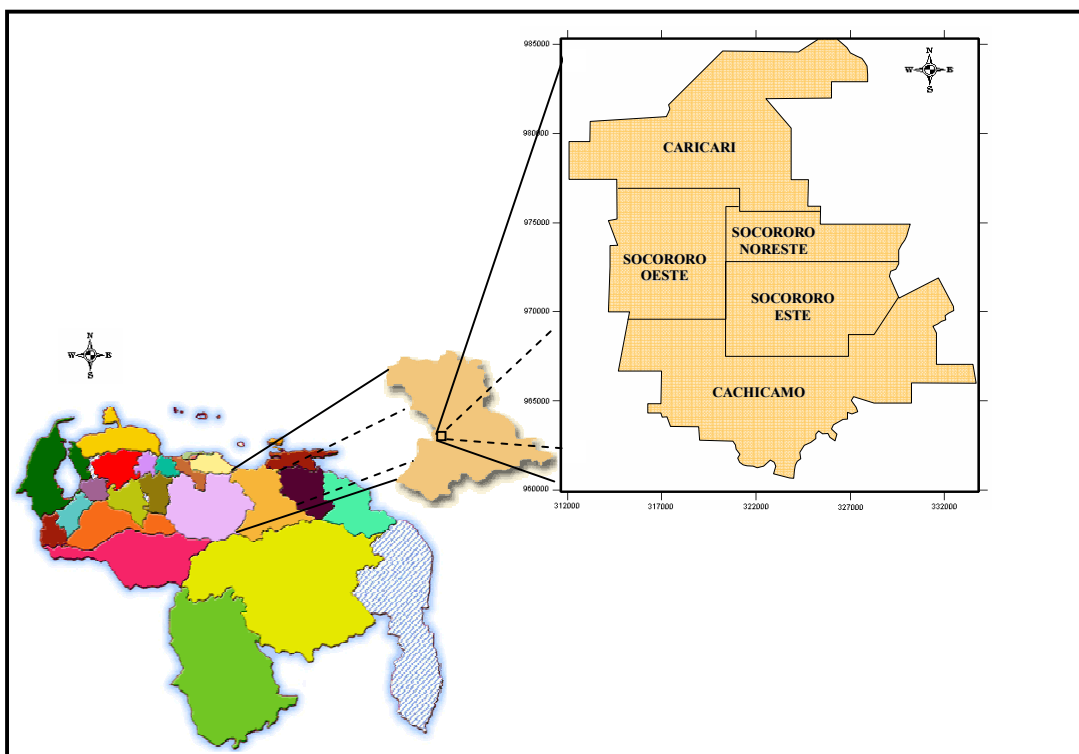 985000
N
W E
S
980000
CARICARI
975000
SOCORORO
NORESTE
SOCORORO
OESTE
SOCORORO
ESTE
970000
N
W E
S
CACHICAMO
965000
960000
312000 317000 322000 327000 332000